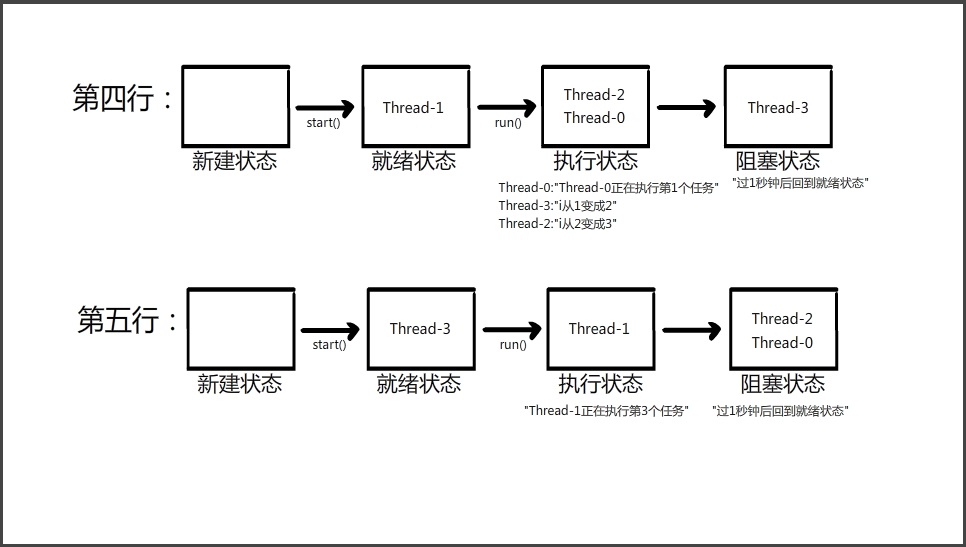 第四行：
Thread-1
Thread-2
Thread-0
Thread-3
start()
run()
新建状态
就绪状态
执行状态
阻塞状态
"过1秒钟后回到就绪状态"
Thread-0:"Thread-0正在执行第1个任务"
Thread-3:"i从1变成2"
Thread-2:"i从2变成3"
第五行：
Thread-3
Thread-1
Thread-2
Thread-0
start()
run()
新建状态
就绪状态
执行状态
阻塞状态
"Thread-1正在执行第3个任务"
"过1秒钟后回到就绪状态"